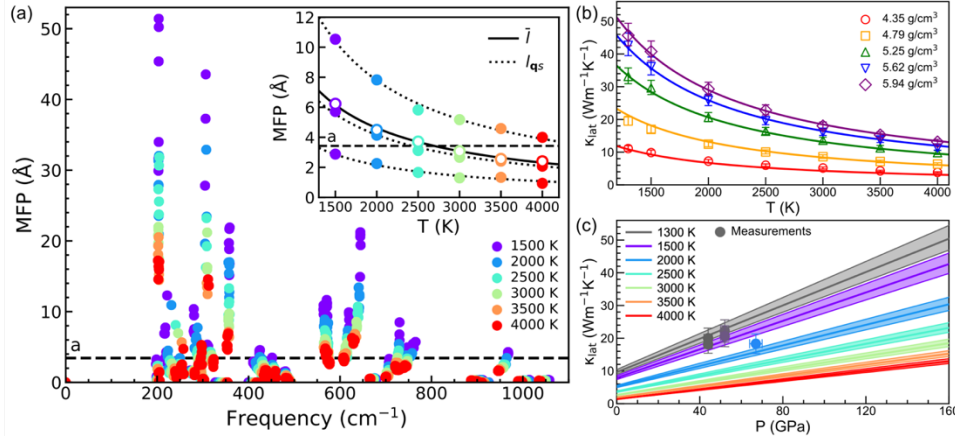 (a)
MFP (Å)
50
40
30
20
10
0
a
0
200
400
600
800
1000
Frequency (cm⁻¹)
1500 K
2000 K
2500 K
3000 K
3500 K
4000 K
MFP (Å)
12
10
8
6
4
2
0
a
l̄
l_qs
1500 2000 2500 3000 3500 4000
T (K)
(b)
κ_lat (Wm⁻¹K⁻¹)
50
40
30
20
10
0
4.35 g/cm³
4.79 g/cm³
5.25 g/cm³
5.62 g/cm³
5.94 g/cm³
1500 2000 2500 3000 3500 4000
T (K)
(c)
κ_lat (Wm⁻¹K⁻¹)
50
40
30
20
10
0
1300 K
1500 K
2000 K
2500 K
3000 K
3500 K
4000 K
Measurements
0 40 80 120 160
P (GPa)